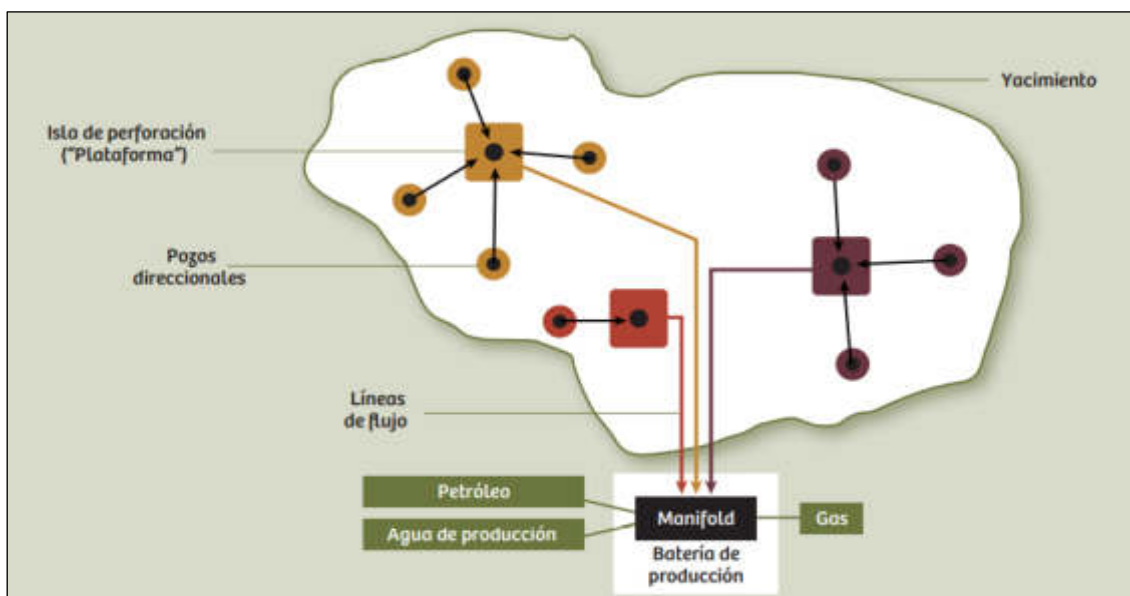 Yacimiento
Isla de perforación
("Plataforma")
Pozos
direccionales
Líneas
de flujo
Petróleo
Agua de producción
Manifold
Gas
Batería de
producción